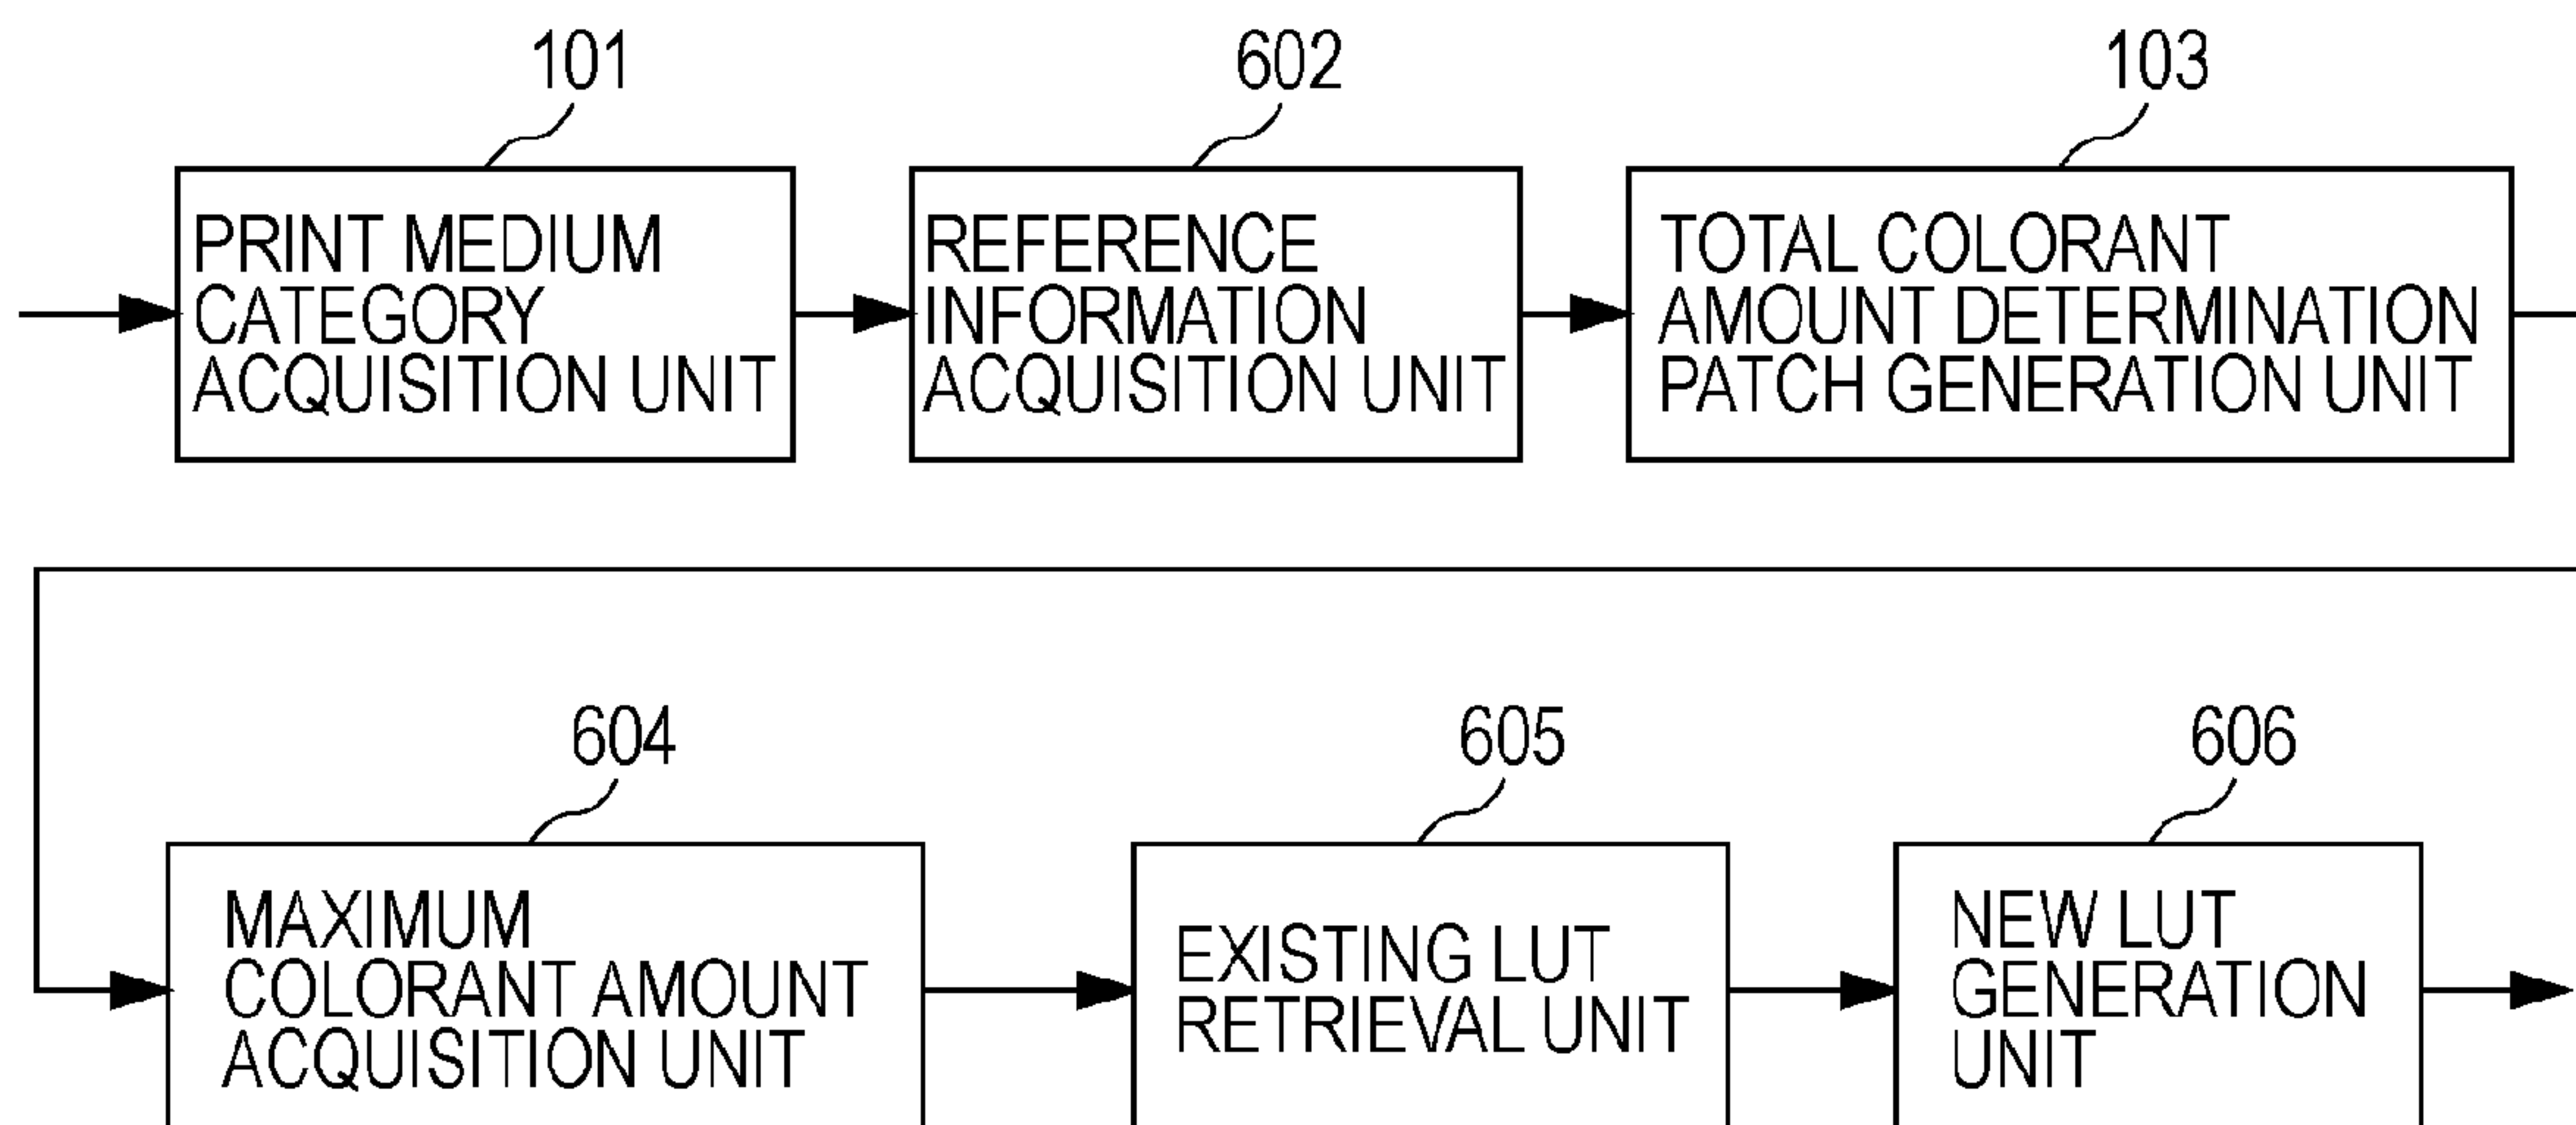 101
PRINT MEDIUM
CATEGORY
ACQUISITION UNIT
602
REFERENCE
INFORMATION
ACQUISITION UNIT
103
TOTAL COLORANT
AMOUNT DETERMINATION
PATCH GENERATION UNIT
604
MAXIMUM
COLORANT AMOUNT
ACQUISITION UNIT
605
EXISTING LUT
RETRIEVAL UNIT
606
NEW LUT
GENERATION
UNIT